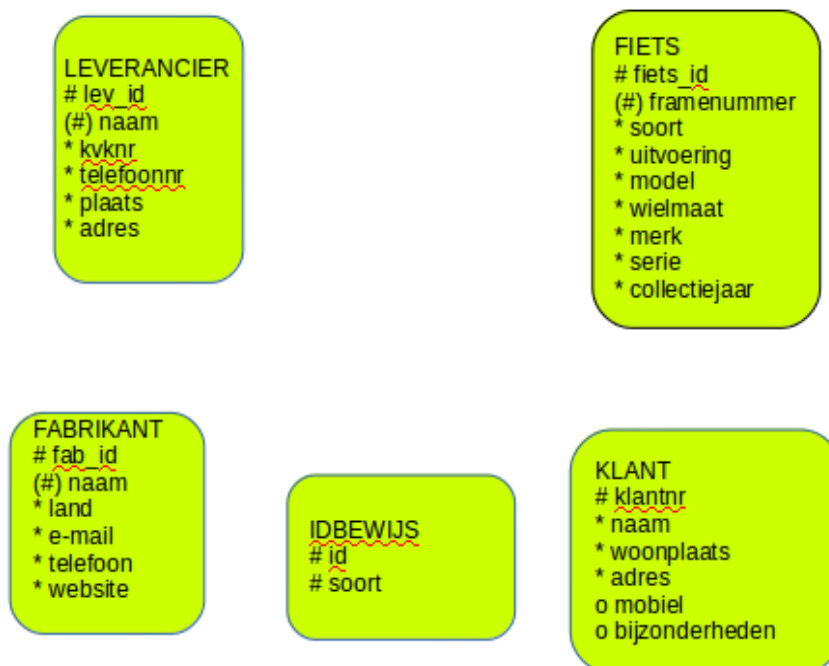 LEVERANCIER
# lev_id
(#) naam
* kvknr
* telefoonnr
* plaats
* adres
FIETS
# fiets_id
(#) framenummer
* soort
* uitvoering
* model
* wielmaat
* merk
* serie
* collectiejaar
FABRIKANT
# fab_id
(#) naam
* land
* e-mail
* telefoon
* website
IDBEWIJS
# id
# soort
KLANT
# klantnr
* naam
* woonplaats
* adres
o mobiel
o bijzonderheden